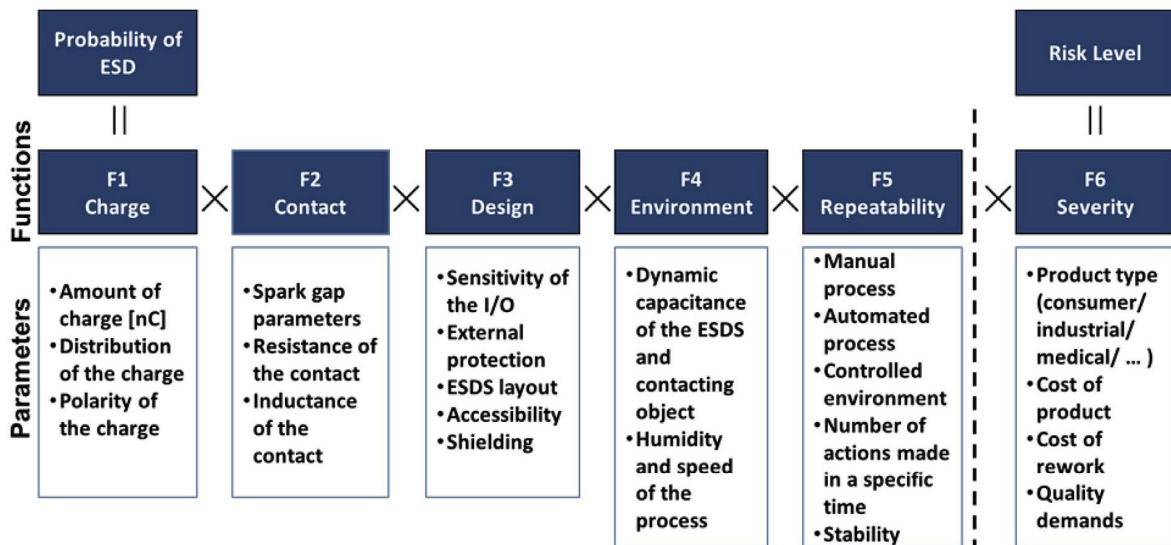 Probability of
ESD
Risk Level
||
||
Functions
F1
Charge
×
F2
Contact
×
F3
Design
×
F4
Environment
×
F5
Repeatability
×
F6
Severity
Parameters
•Amount of
charge [nC]
•Distribution
of the charge
•Polarity of
the charge
•Spark gap
parameters
•Resistance of
the contact
•Inductance
of the
contact
•Sensitivity of
the I/O
•External
protection
•ESDS layout
•Accessibility
•Shielding
•Dynamic
capacitance
of the ESDS
and
contacting
object
•Humidity
and speed
of the
process
•Manual
process
•Automated
process
•Controlled
environment
•Number of
actions made
in a specific
time
•Stability
•Product type
(consumer/
industrial/
medical/ ... )
•Cost of
product
•Cost of
rework
•Quality
demands